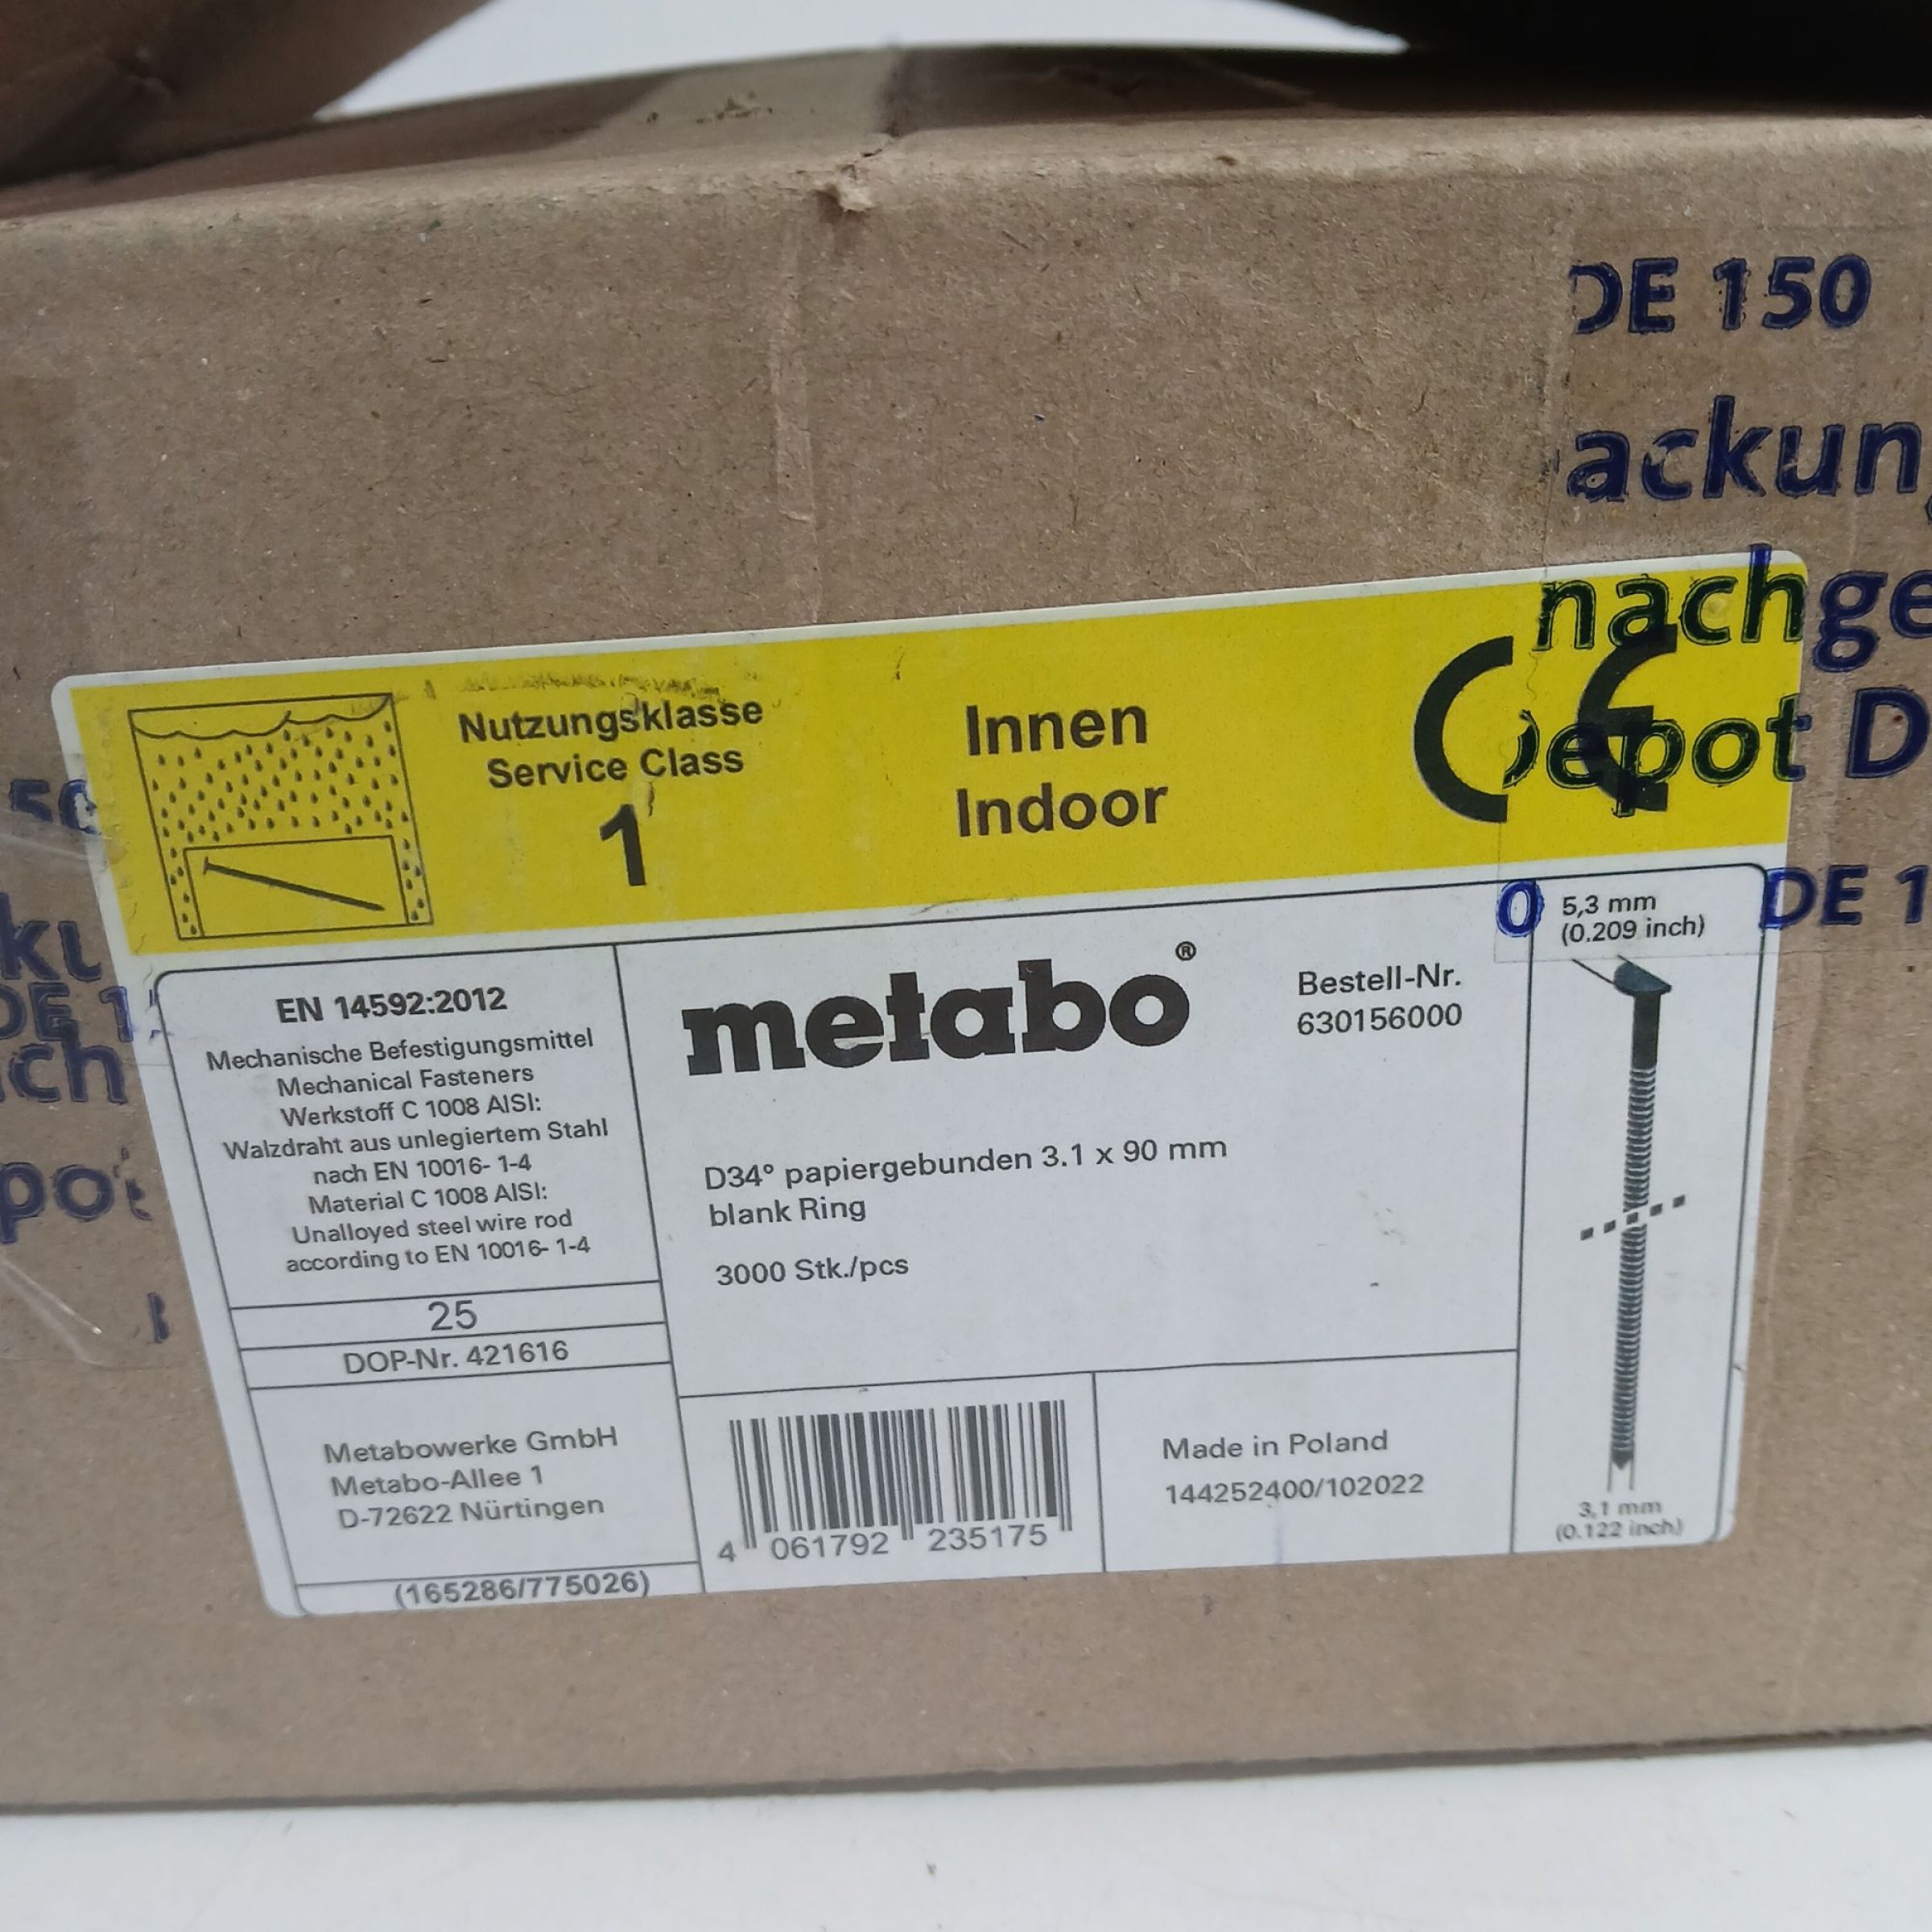 DE 150
ackun
nachge
Depot D
DE 1
Nutzungsklasse
Service Class
1
Innen
Indoor
CE
EN 14592:2012
Mechanische Befestigungsmittel
Mechanical Fasteners
Werkstoff C 1008 AISI:
Walzdraht aus unlegiertem Stahl
nach EN 10016- 1-4
Material C 1008 AISI:
Unalloyed steel wire rod
according to EN 10016- 1-4
25
DOP-Nr. 421616
Metabowerke GmbH
Metabo-Allee 1
D-72622 Nürtingen
(165286/775026)
metabo®
Bestell-Nr.
630156000
D34° papiergebunden 3.1 x 90 mm
blank Ring
3000 Stk./pcs
4 061792 235175
Made in Poland
144252400/102022
0
5,3 mm
(0.209 inch)
3,1 mm
(0.122 inch)